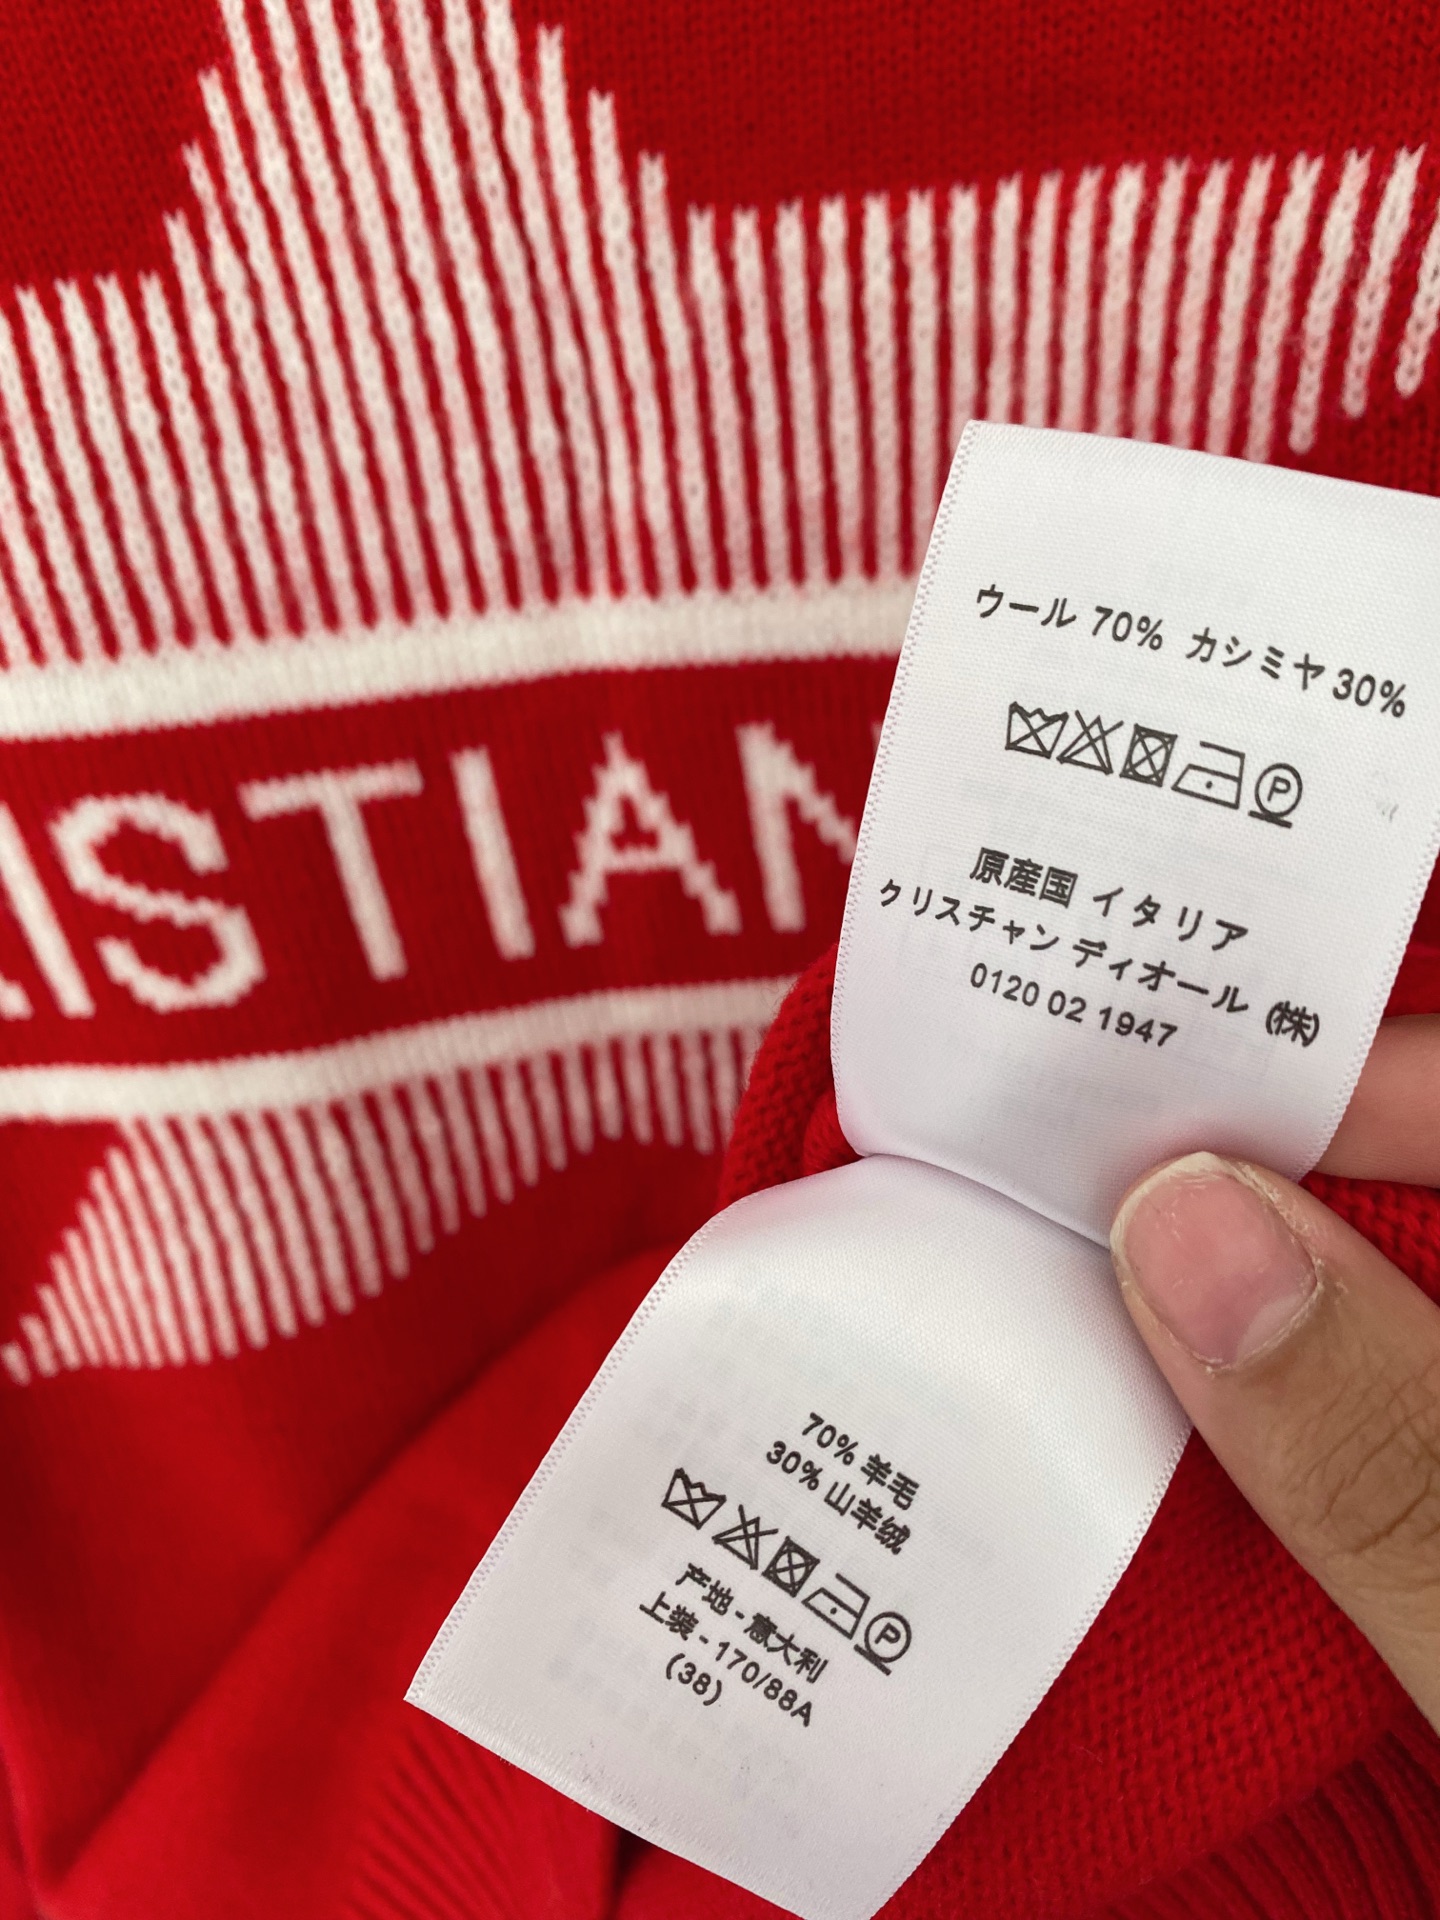 ISTIAN
ウール 70% カシミヤ 30%
P
原産国 イタリア
クリスチャン ディオール (株)
0120 02 1947
70% 羊毛
30% 山羊绒
P
产地 - 意大利
上装 - 170/88A
(38)